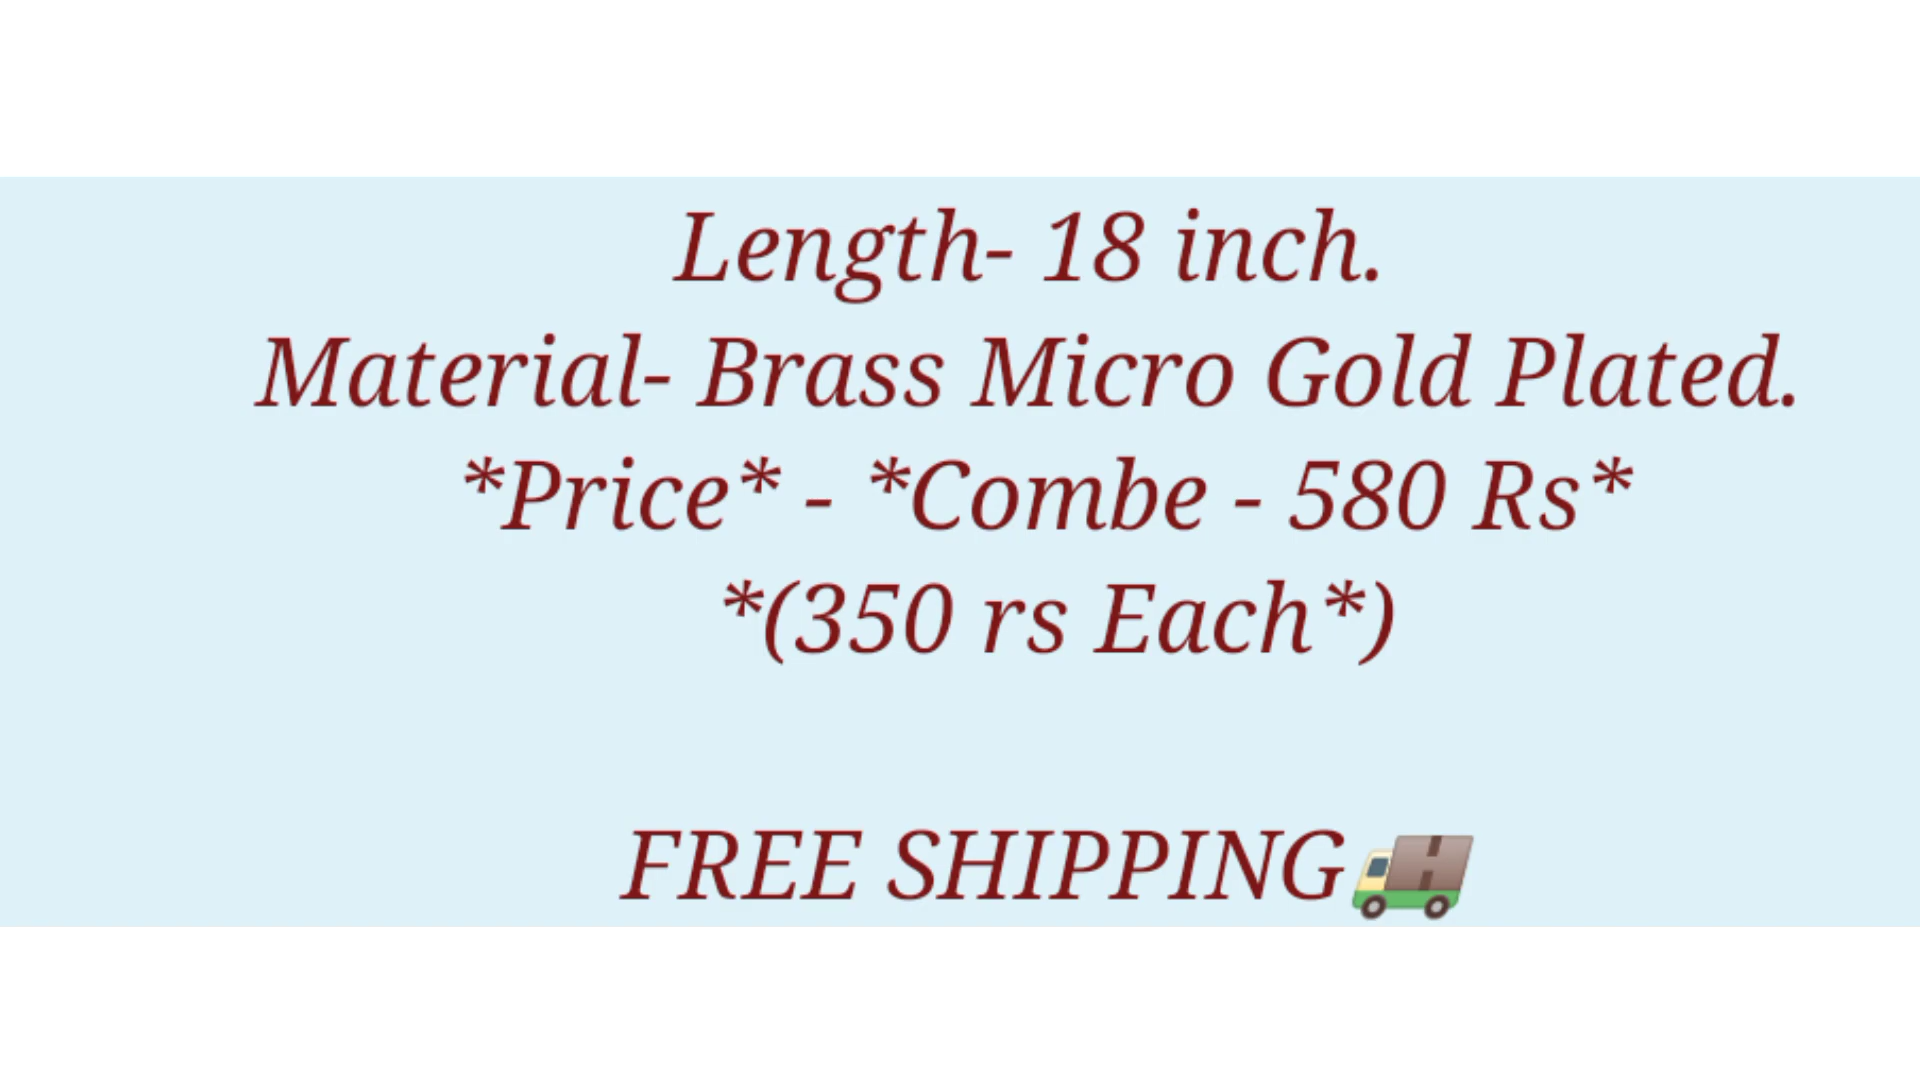 Length- 18 inch.
Material- Brass Micro Gold Plated.
*Price* - *Combe - 580 Rs*
*(350 rs Each*)
FREE SHIPPING🚚